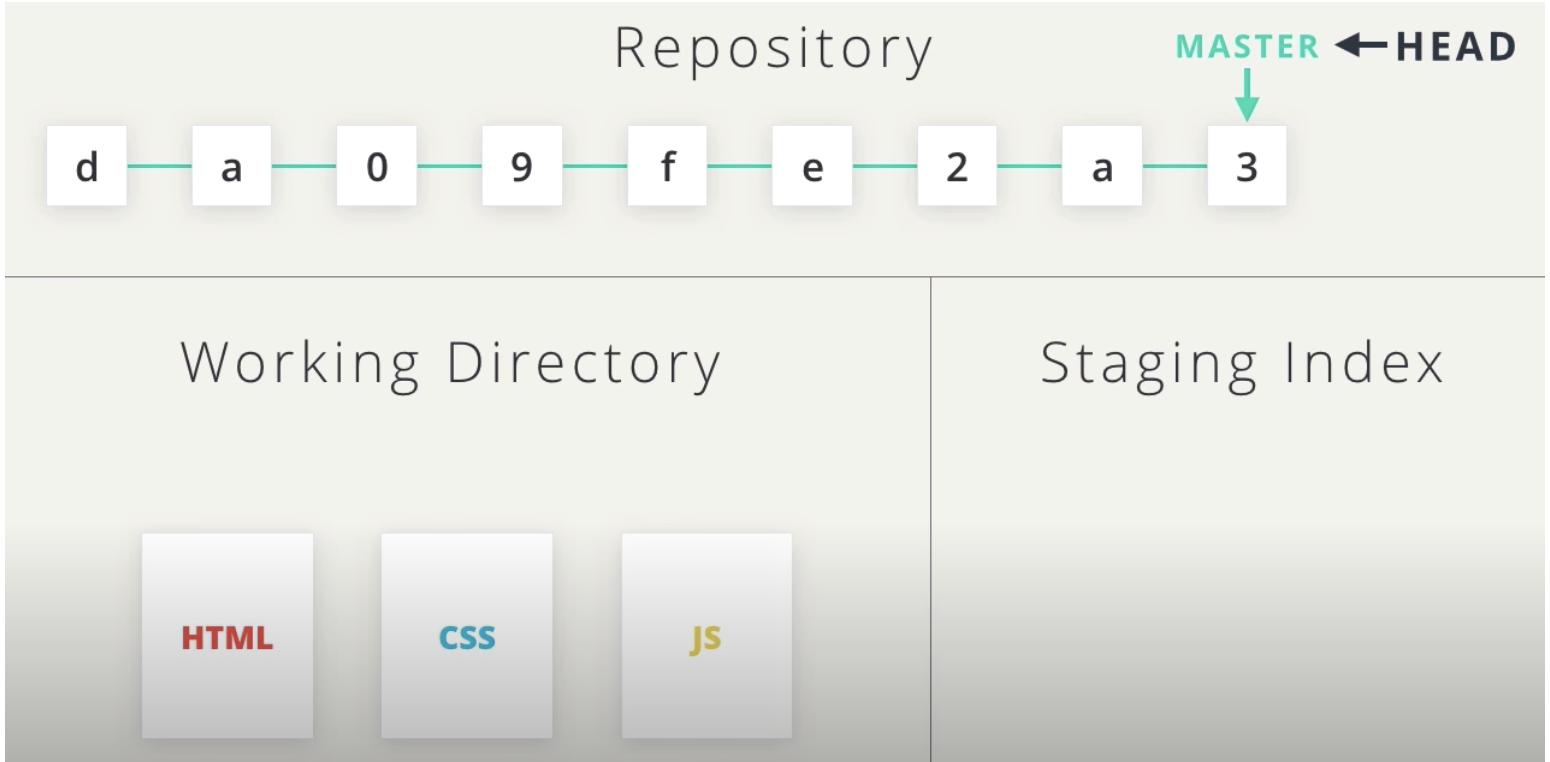 Repository
MASTER HEAD
d a 0 9 f e 2 a 3
Working Directory
Staging Index
HTML CSS JS